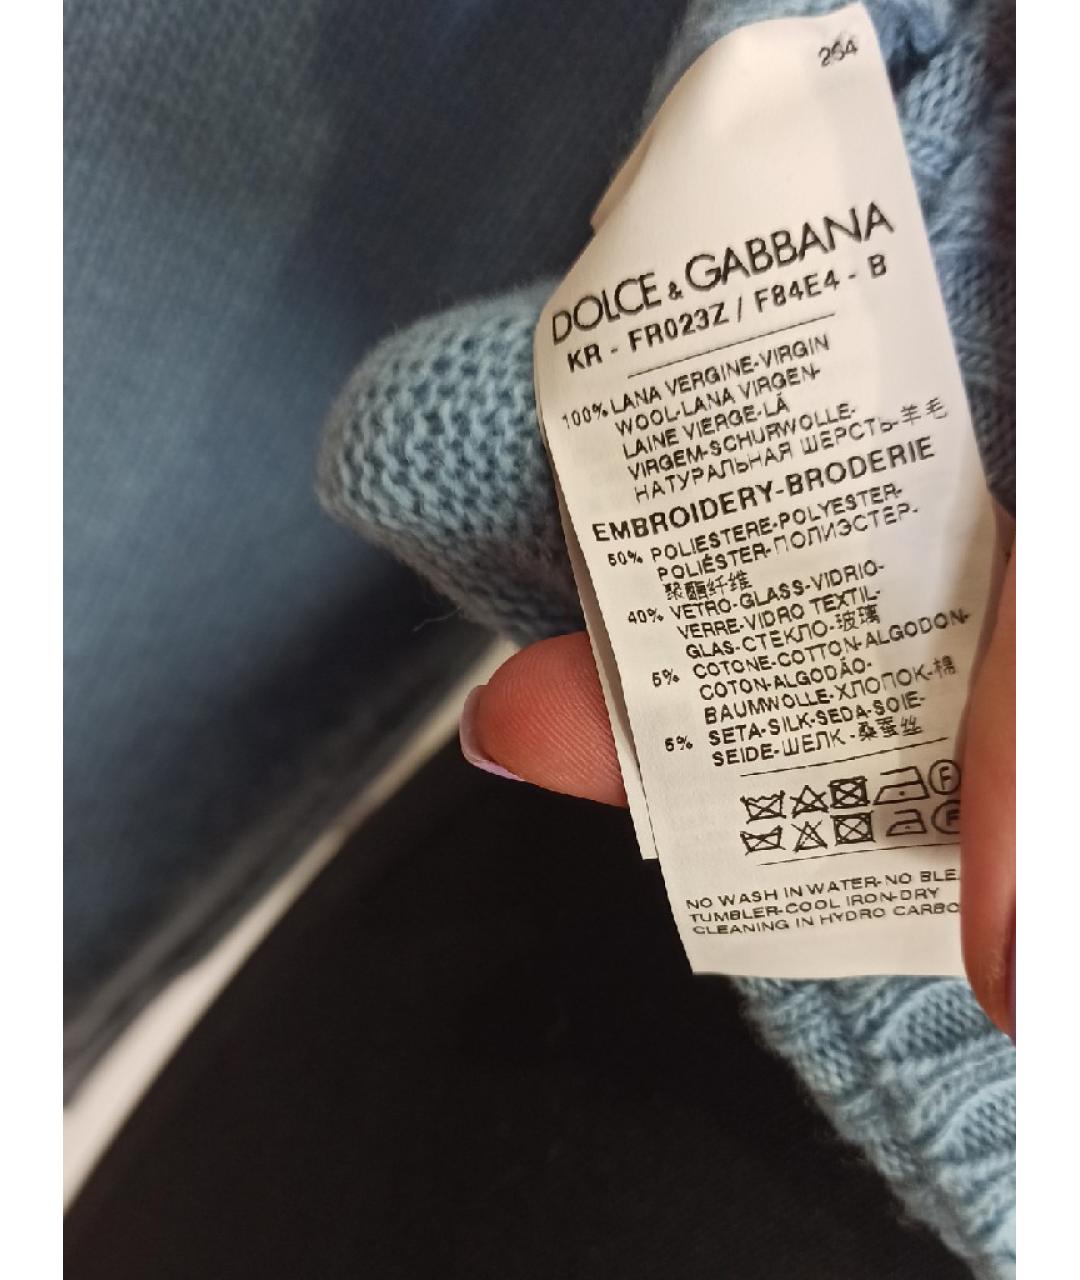 264
DOLCE & GABBANA
KR - FR023Z / F84E4 - B
100% LANA VERGINE-VIRGIN
WOOL-LANA VIRGEN-
LAINE VIERGE-LÃ
VIRGEM-SCHURWOLLE-
НАТУРАЛЬНАЯ ШЕРСТЬ-羊毛
EMBROIDERY-BRODERIE
50% POLIESTERE-POLYESTER-
POLIÉSTER-ПОЛИЭСТЕР-
聚酯纤维
40% VETRO-GLASS-VIDRIO-
VERRE-VIDRO TEXTIL-
GLAS-СТЕКЛО-玻璃
5% COTONE-COTTON-ALGODON-
COTON-ALGODÃO-
BAUMWOLLE-ХЛОПОК-棉
5% SETA-SILK-SEDA-SOIE-
SEIDE-ШЕЛК-桑蚕丝
F
F
NO WASH IN WATER-NO BLE
TUMBLER-COOL IRON-DRY
CLEANING IN HYDRO CARBO